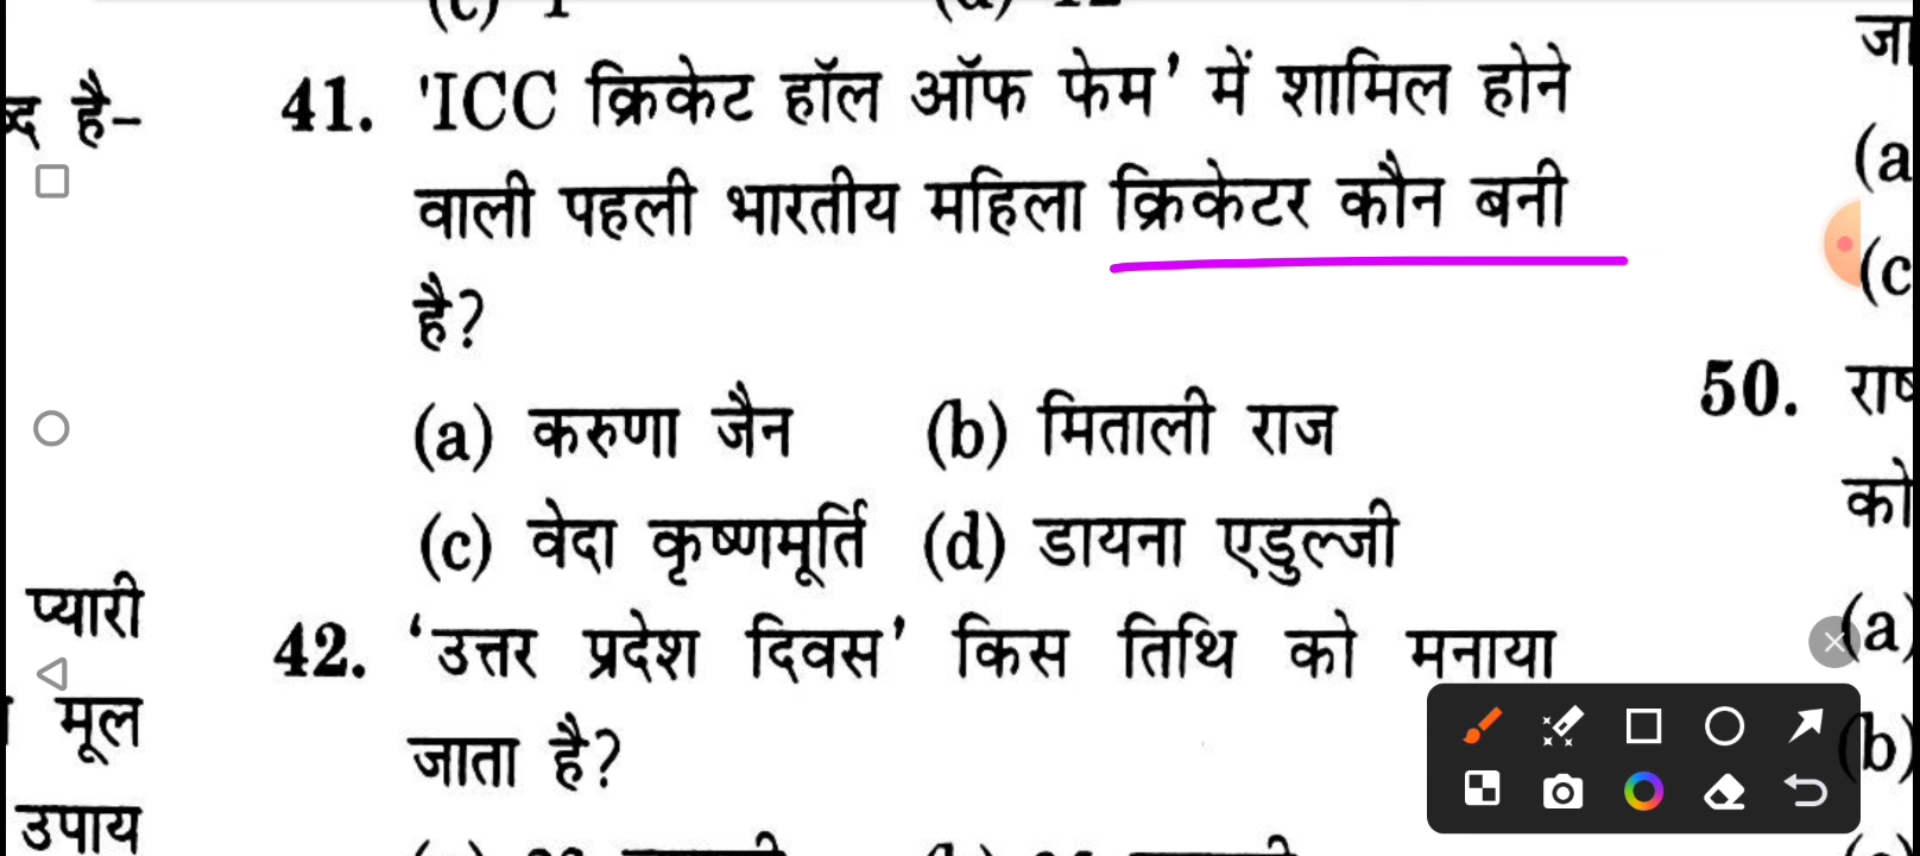 द है-
प्यारी
मूल
उपाय
41. 'ICC क्रिकेट हॉल ऑफ फेम' में शामिल होने
वाली पहली भारतीय महिला क्रिकेटर कौन बनी
है?
(a) करुणा जैन (b) मिताली राज
(c) वेदा कृष्णमूर्ति (d) डायना एडुल्जी
42. 'उत्तर प्रदेश दिवस' किस तिथि को मनाया
जाता है?
जा
(a
(c
50. राष
को
(a)
(b)